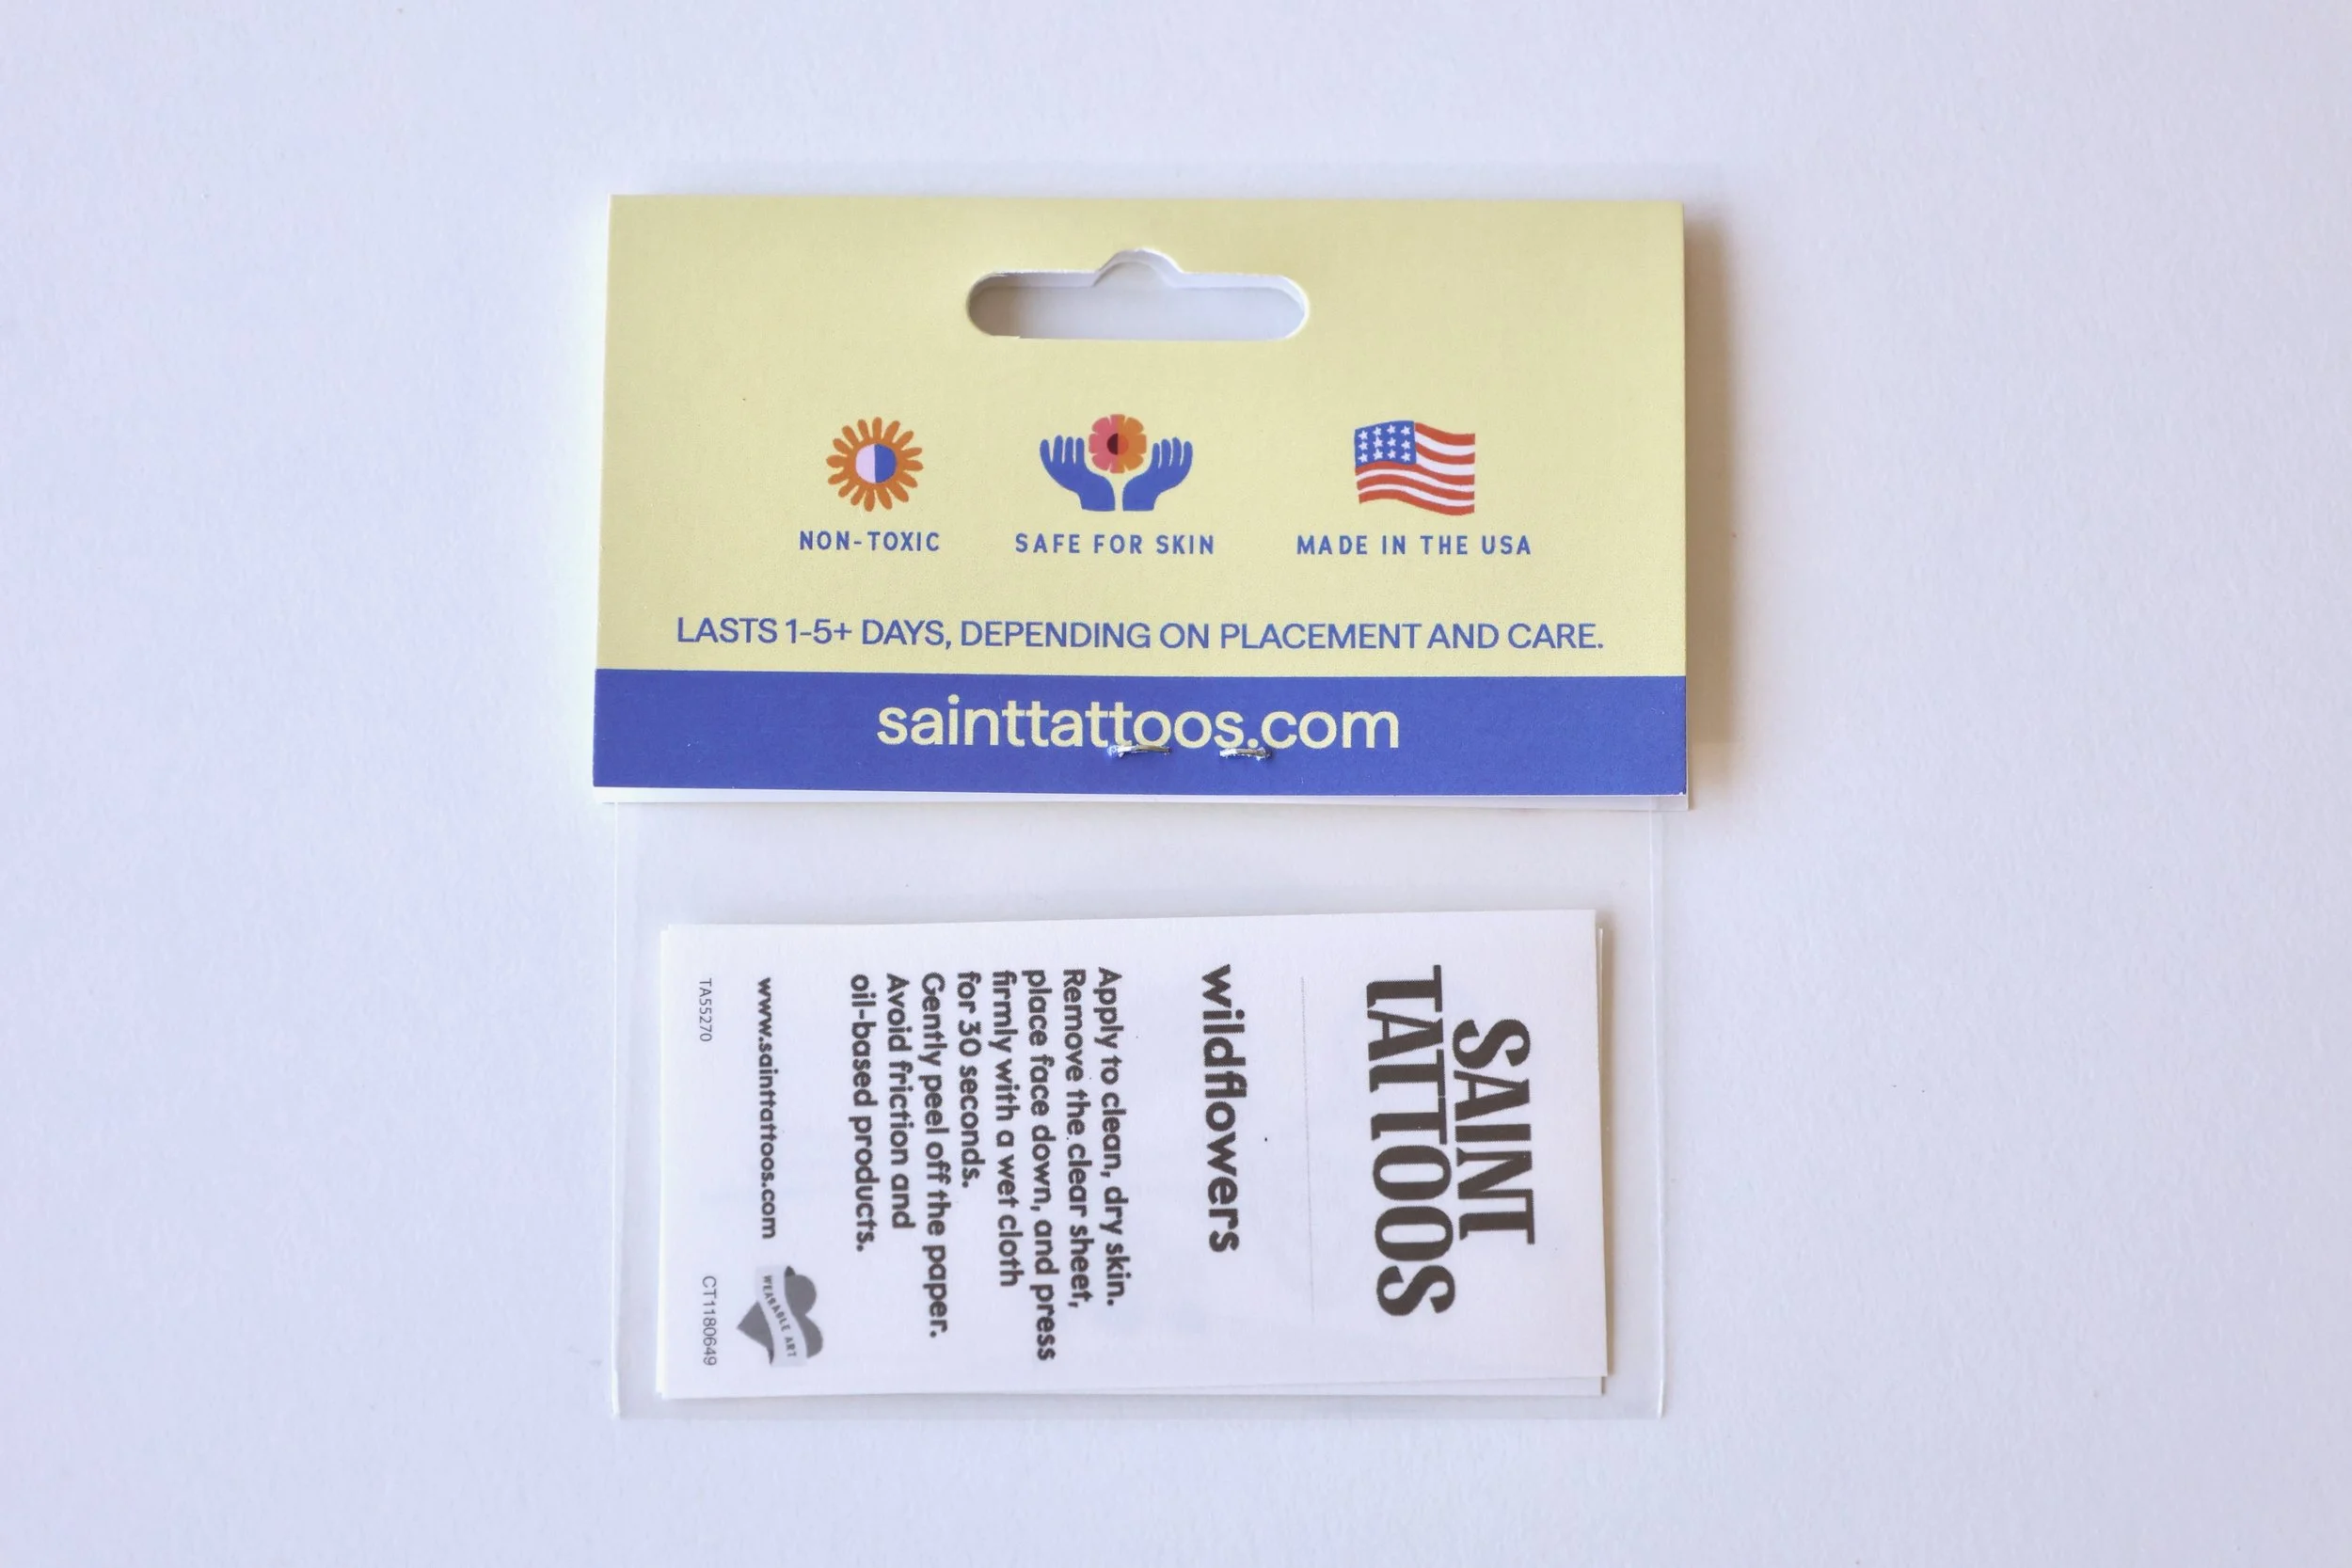 NON-TOXIC
SAFE FOR SKIN
MADE IN THE USA
LASTS 1-5+ DAYS, DEPENDING ON PLACEMENT AND CARE.
sainttattoos.com
SAINT
TATTOOS
wildflowers
Apply to clean, dry skin.
Remove the clear sheet,
place face down, and press
firmly with a wet cloth
for 30 seconds.
Gently peel off the paper.
Avoid friction and
oil-based products.
www.sainttattoos.com
WEARABLE ART
TA55270
CT1180649